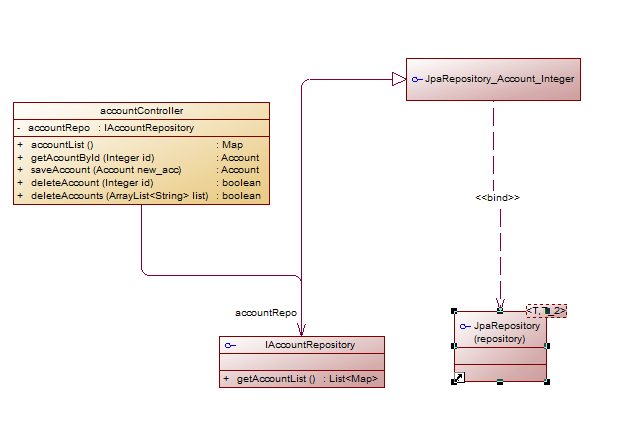 JpaRepository_Account_Integer
accountController
- accountRepo : IAccountRepository
+ accountList () : Map
+ getAcountById (Integer id) : Account
+ saveAccount (Account new_acc) : Account
+ deleteAccount (Integer id) : boolean
+ deleteAccounts (ArrayList<String> list) : boolean
<<bind>>
accountRepo
IAccountRepository
+ getAccountList () : List<Map>
JpaRepository
(repository)